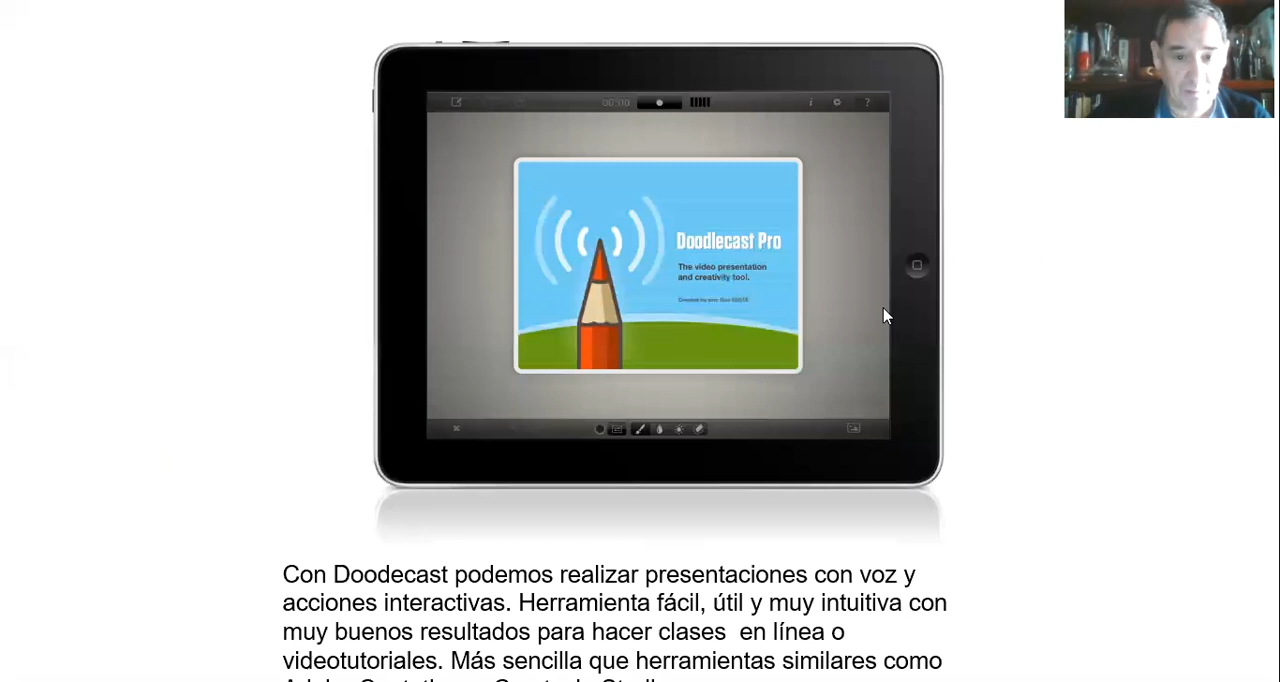 00:00
?
Doodlecast Pro
The video presentation
and creativity tool.
Con Doodecast podemos realizar presentaciones con voz y
acciones interactivas. Herramienta fácil, útil y muy intuitiva con
muy buenos resultados para hacer clases  en línea o
videotutoriales. Más sencilla que herramientas similares como